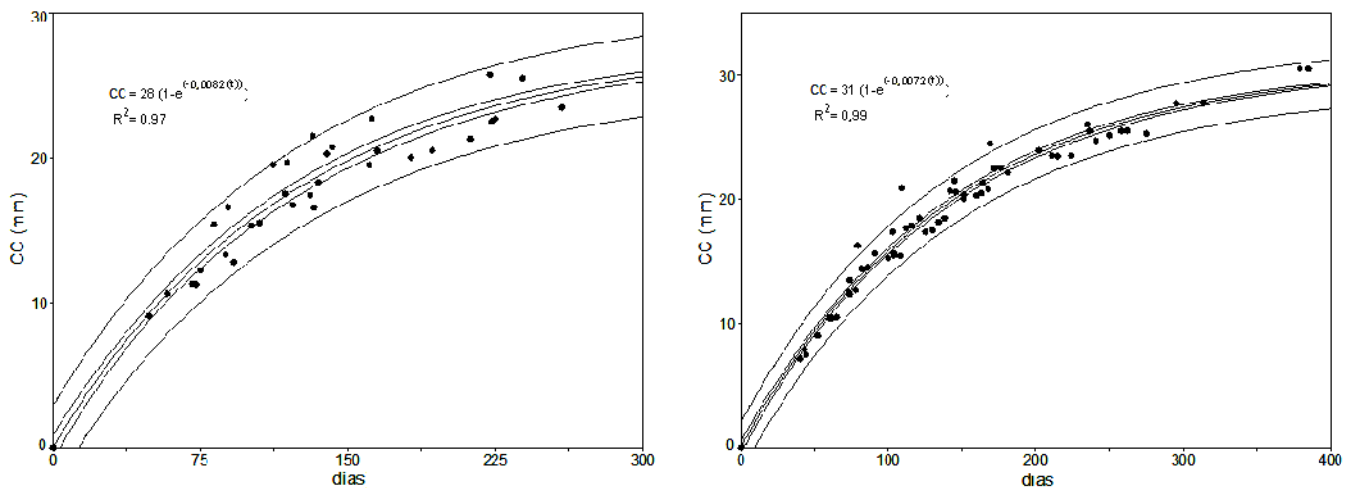 30
20
10
0
CC (mm)
CC = 28 (1-e^(-0,0082(t)))
R² = 0.97
0
75
150
225
300
dias
30
20
10
0
CC (mm)
CC = 31 (1-e^(-0,0072(t)))
R² = 0,99
0
100
200
300
400
dias